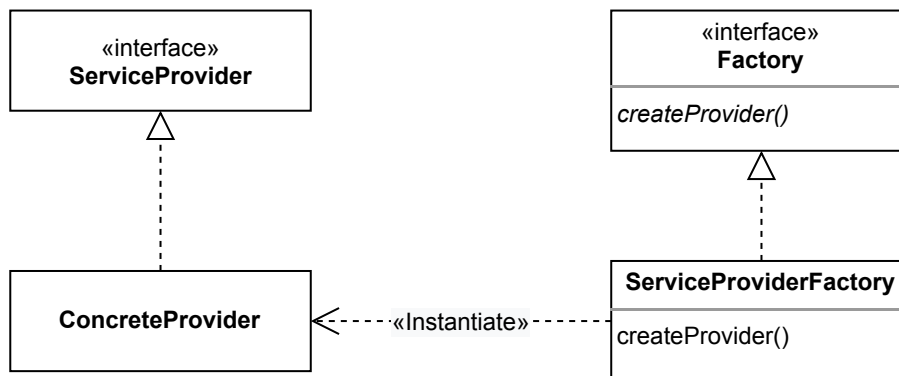 «interface»
ServiceProvider
«interface»
Factory
createProvider()
ConcreteProvider
«Instantiate»
ServiceProviderFactory
createProvider()